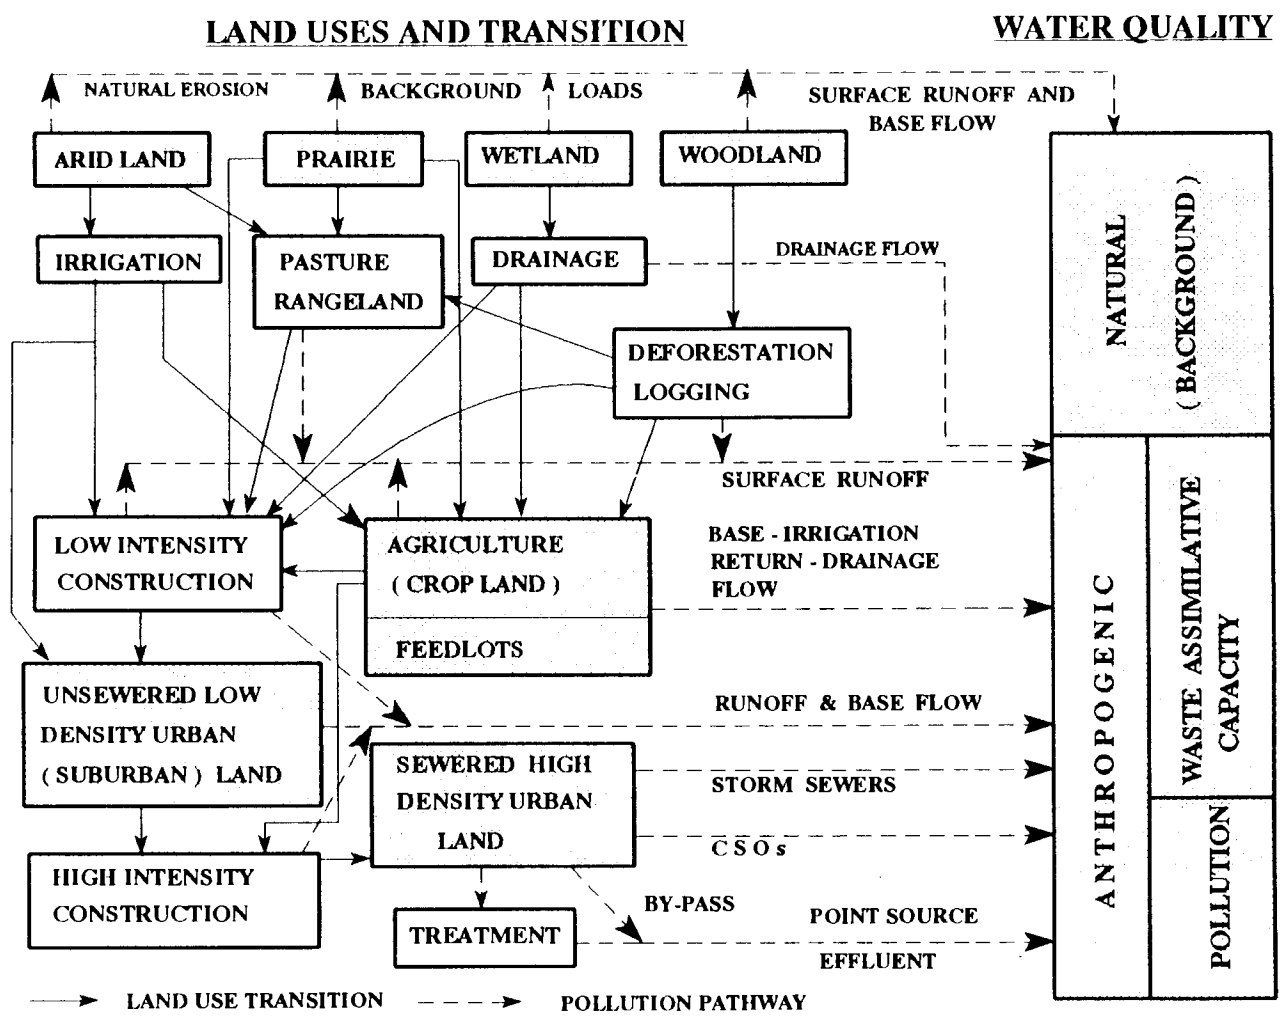 LAND USES AND TRANSITION
WATER QUALITY
NATURAL EROSION
BACKGROUND
LOADS
SURFACE RUNOFF AND
BASE FLOW
ARID LAND
PRAIRIE
WETLAND
WOODLAND
IRRIGATION
PASTURE
RANGELAND
DRAINAGE
DRAINAGE FLOW
DEFORESTATION
LOGGING
NATURAL
( BACKGROUND )
SURFACE RUNOFF
LOW INTENSITY
CONSTRUCTION
AGRICULTURE
( CROP LAND )
FEEDLOTS
BASE - IRRIGATION
RETURN - DRAINAGE
FLOW
UNSEWERED LOW
DENSITY URBAN
( SUBURBAN ) LAND
RUNOFF & BASE FLOW
SEWERED HIGH
DENSITY URBAN
LAND
STORM SEWERS
CSOs
HIGH INTENSITY
CONSTRUCTION
BY-PASS
TREATMENT
POINT SOURCE
EFFLUENT
ANTHROPOGENIC
WASTE ASSIMILATIVE
CAPACITY
POLLUTION
LAND USE TRANSITION
POLLUTION PATHWAY